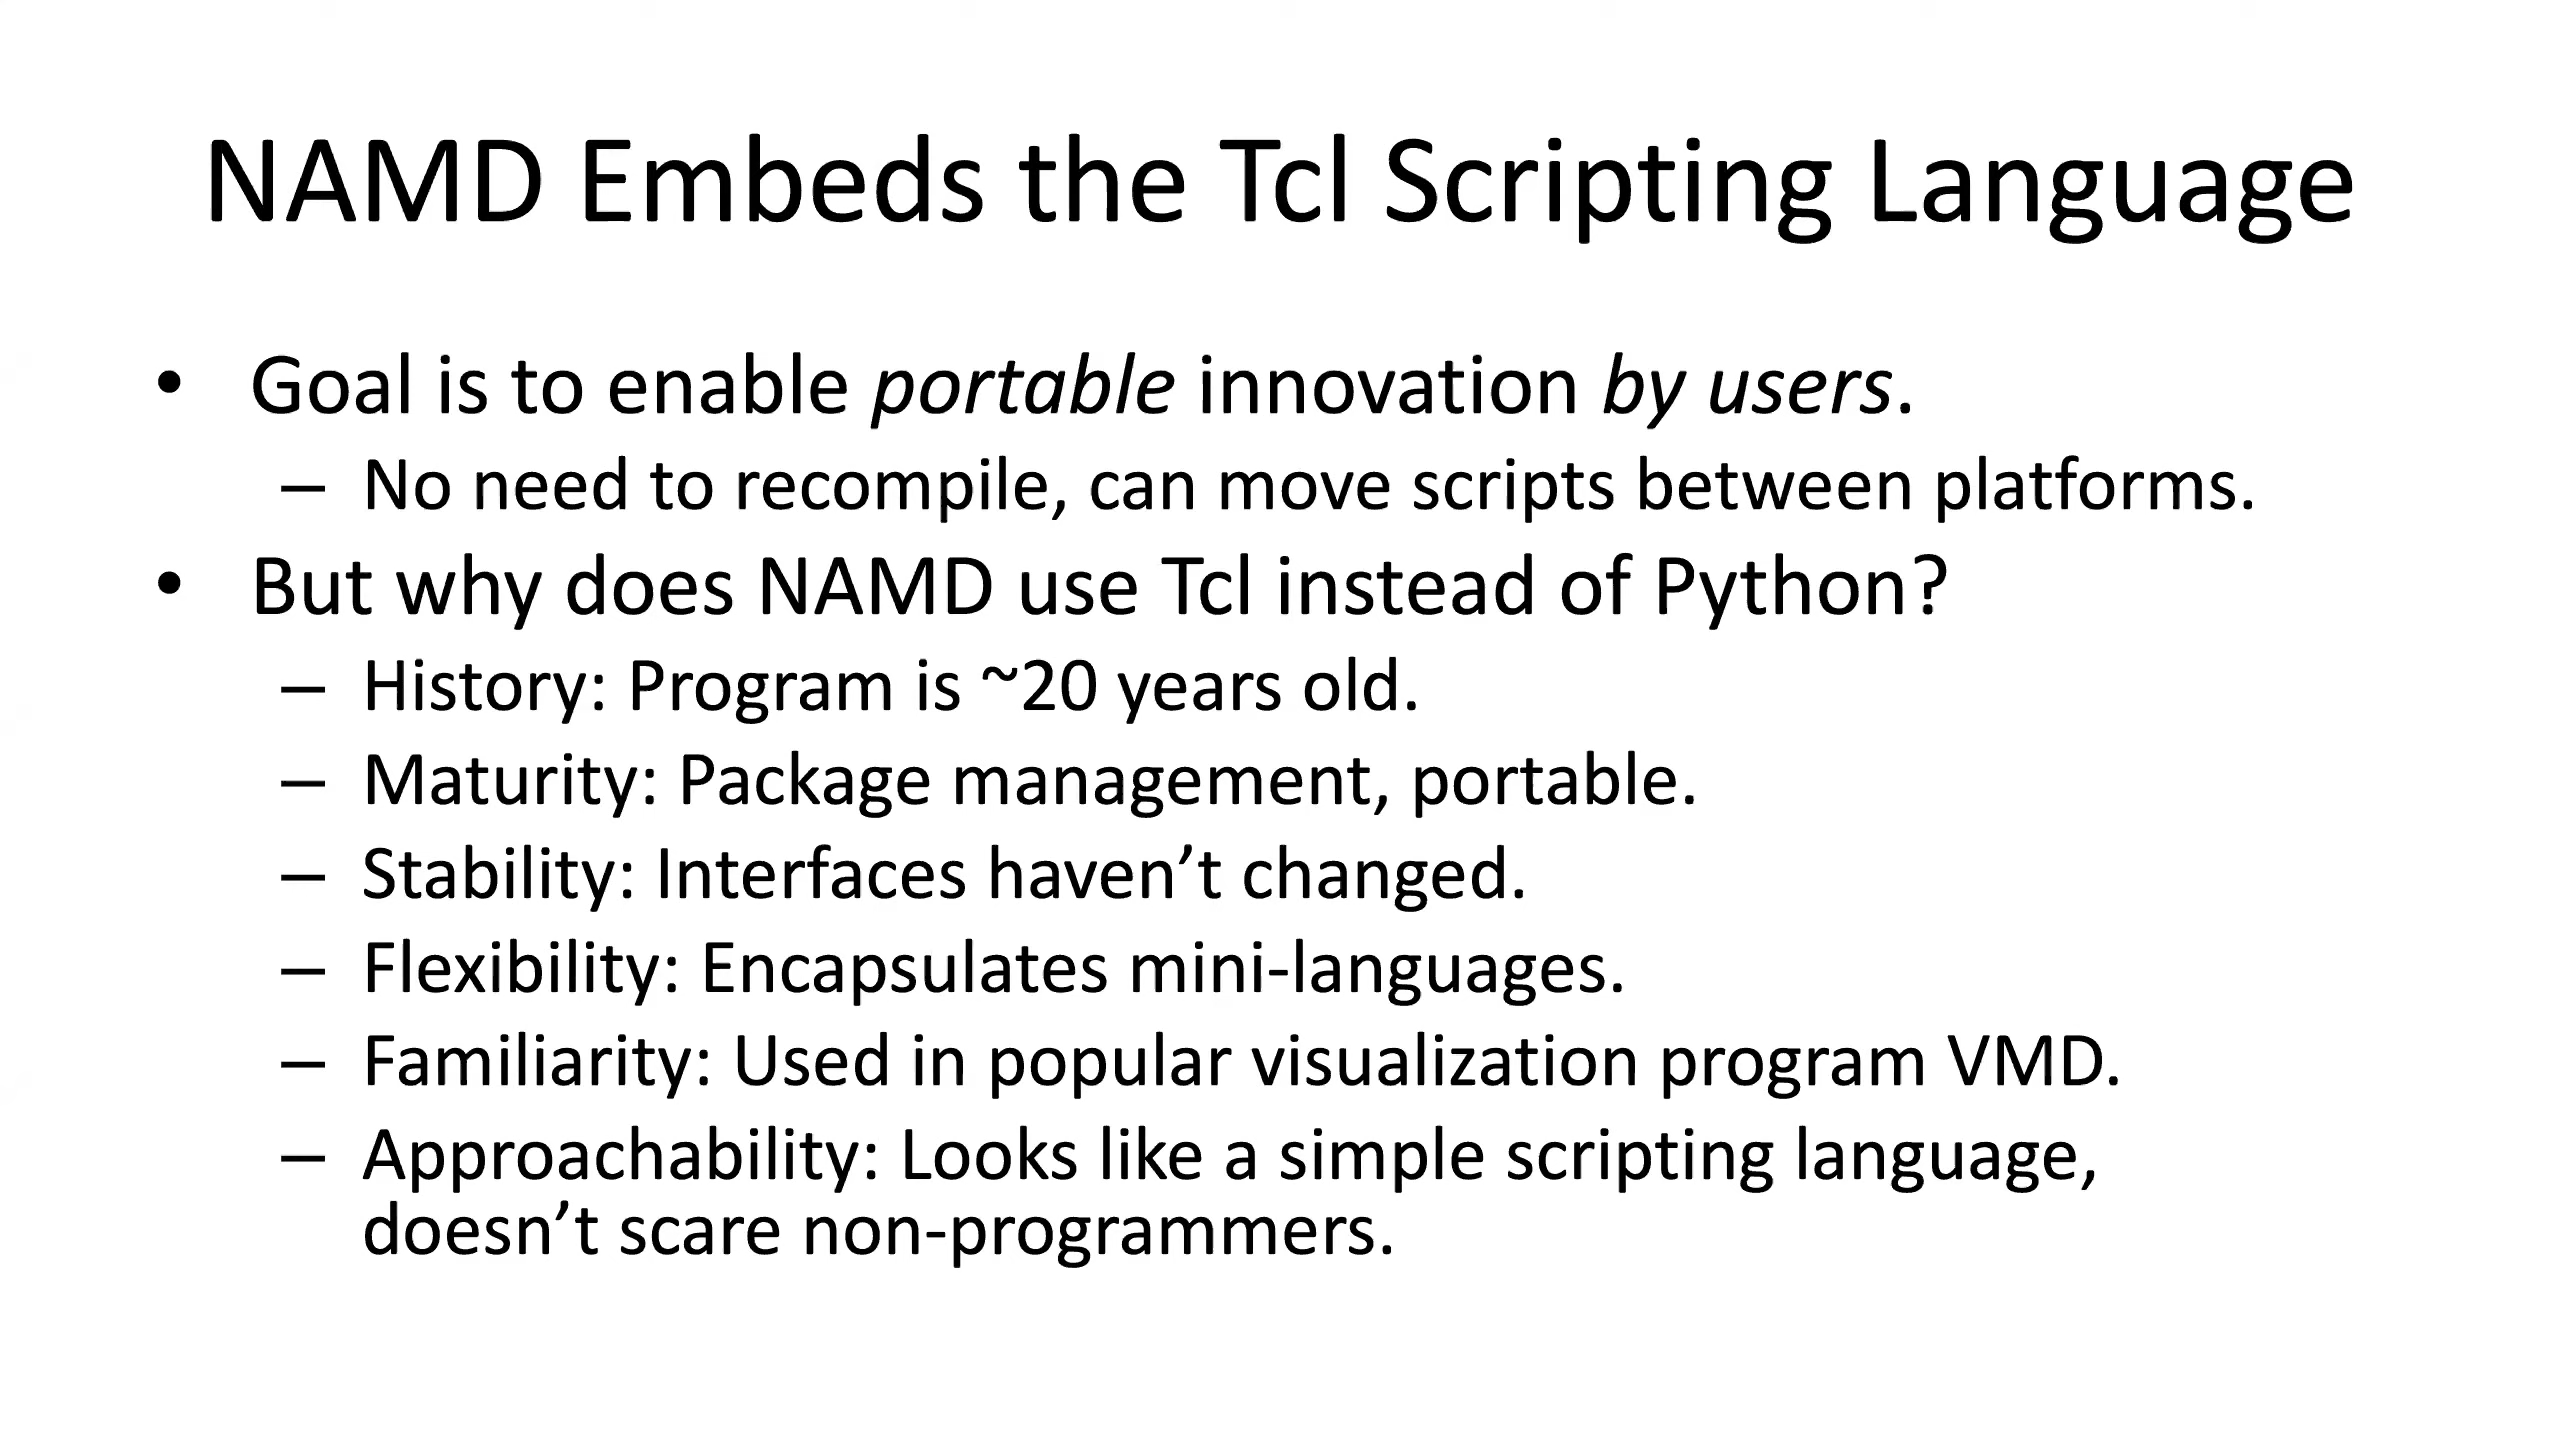 NAMD Embeds the Tcl Scripting Language
• Goal is to enable portable innovation by users.
– No need to recompile, can move scripts between platforms.
• But why does NAMD use Tcl instead of Python?
– History: Program is ~20 years old.
– Maturity: Package management, portable.
– Stability: Interfaces haven’t changed.
– Flexibility: Encapsulates mini-languages.
– Familiarity: Used in popular visualization program VMD.
– Approachability: Looks like a simple scripting language,
doesn’t scare non-programmers.